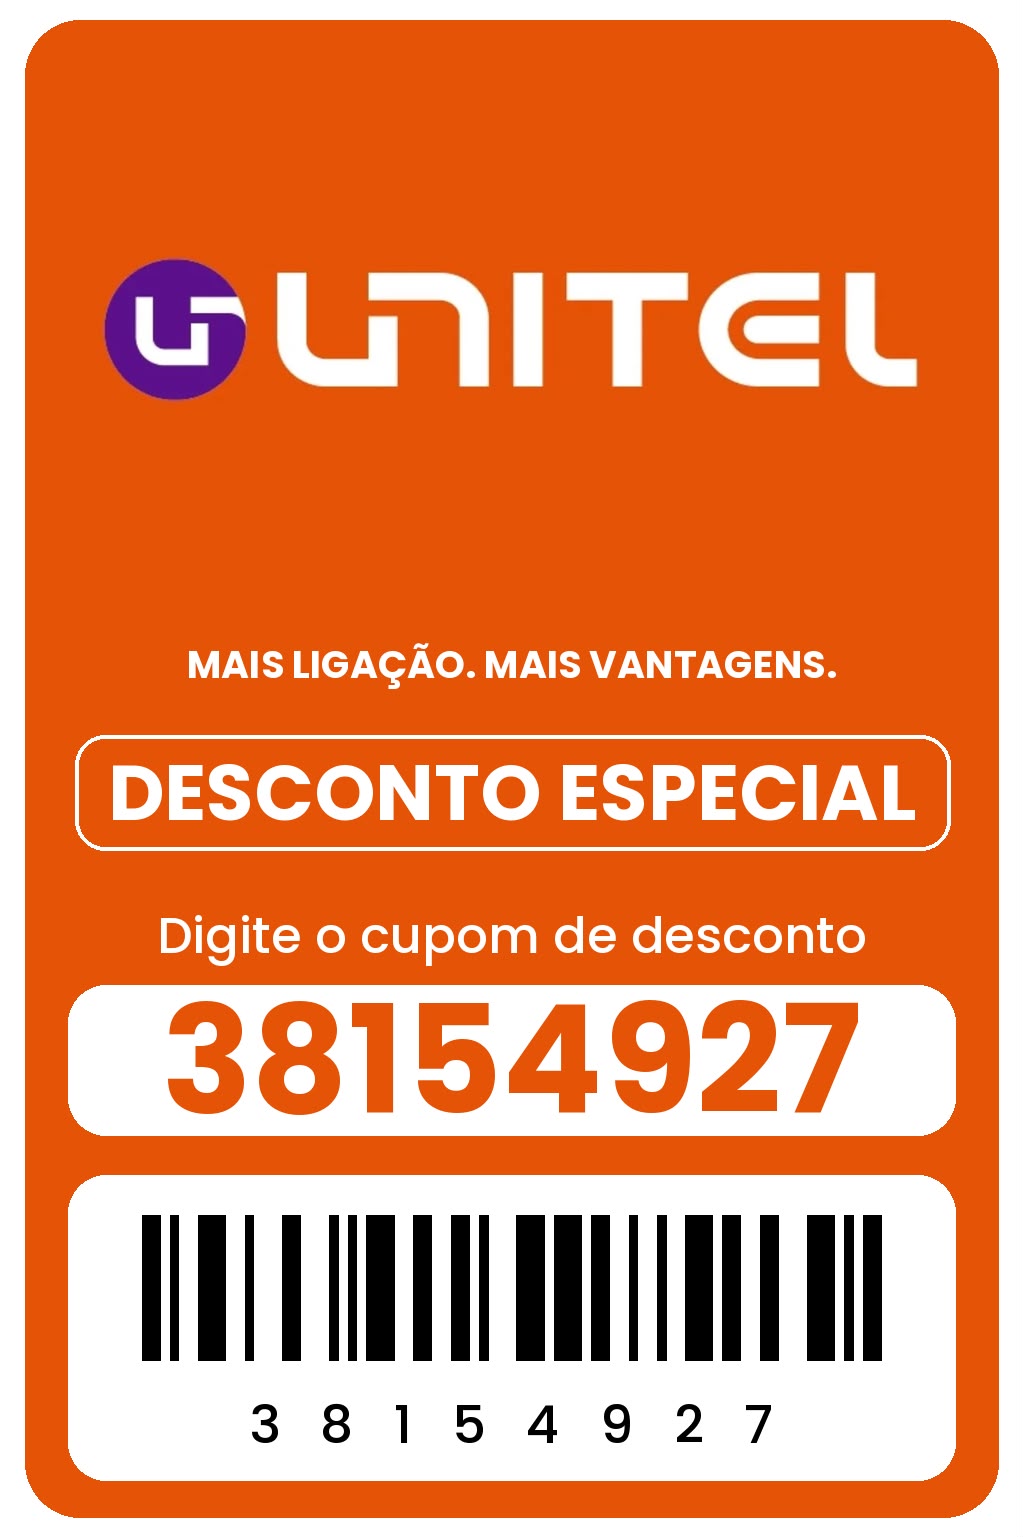 UNITEL
MAIS LIGAÇÃO. MAIS VANTAGENS.
DESCONTO ESPECIAL
Digite o cupom de desconto
38154927
3 8 1 5 4 9 2 7